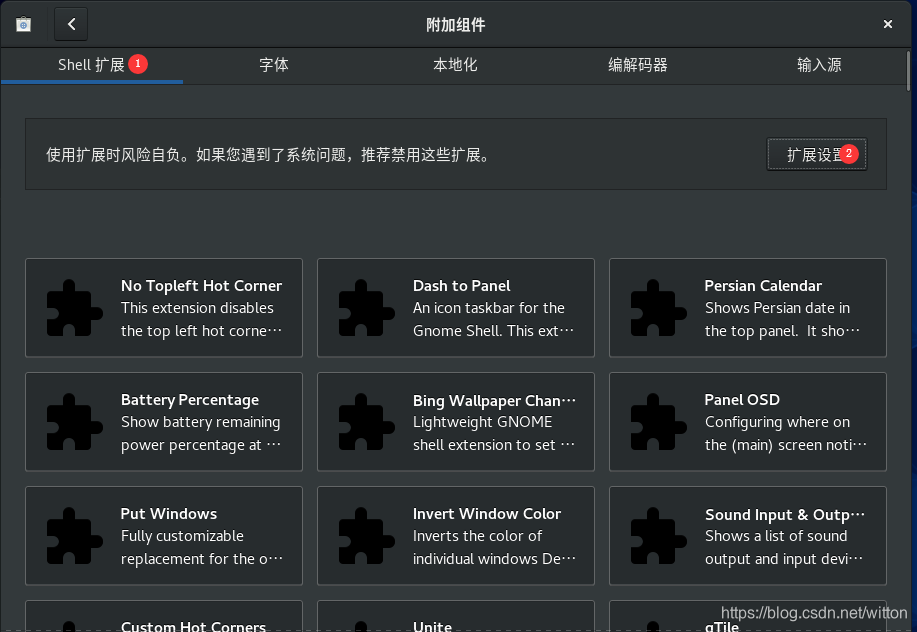 附加组件
Shell 扩展 1
字体
本地化
编解码器
输入源
使用扩展时风险自负。如果您遇到了系统问题，推荐禁用这些扩展。
扩展设置 2
No Topleft Hot Corner
This extension disables
the top left hot corne…
Dash to Panel
An icon taskbar for the
Gnome Shell. This ext…
Persian Calendar
Shows Persian date in
the top panel. It sho…
Battery Percentage
Show battery remaining
power percentage at …
Bing Wallpaper Chan…
Lightweight GNOME
shell extension to set …
Panel OSD
Configuring where on
the (main) screen noti…
Put Windows
Fully customizable
replacement for the o…
Invert Window Color
Inverts the color of
individual windows De…
Sound Input & Outp…
Shows a list of sound
output and input devi…
Custom Hot Corners
Unite
gTile
https://blog.csdn.net/witton